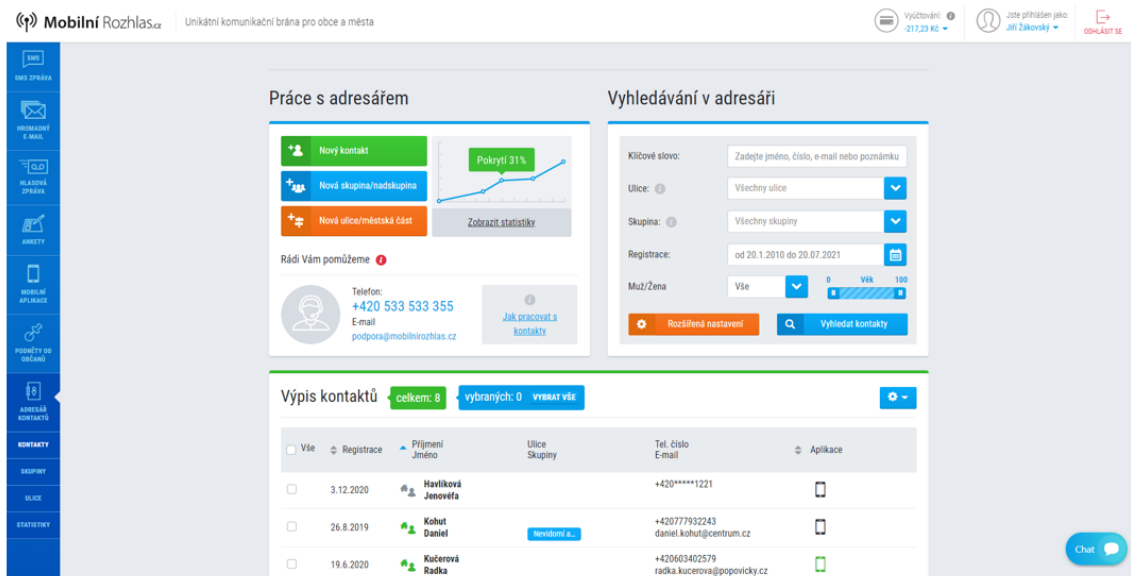 Mobilní Rozhlas.cz
Unikátní komunikační brána pro obce a města
Vyúčtování:
-217,23 Kč
Jste přihlášen jako:
Jiří Žákovský
ODHLÁSIT SE
SMS
SMS ZPRÁVA
HROMADNÝ
E-MAIL
HLASOVÁ
ZPRÁVA
ANKETY
MOBILNÍ
APLIKACE
PODNĚTY OD
OBČANŮ
ADRESÁŘ
KONTAKTŮ
KONTAKTY
SKUPINY
ULICE
STATISTIKY
Práce s adresářem
Nový kontakt
Nová skupina/nadskupina
Nová ulice/městská část
Pokrytí 31%
Zobrazit statistiky
Rádi Vám pomůžeme
Telefon:
+420 533 533 355
E-mail
podpora@mobilnirozhlas.cz
Jak pracovat s
kontakty
Vyhledávání v adresáři
Klíčové slovo:
Zadejte jméno, číslo, e-mail nebo poznámku
Ulice:
Všechny ulice
Skupina:
Všechny skupiny
Registrace:
od 20.1.2010 do 20.07.2021
Muž/Žena
Vše
0 Věk 100
Rozšířená nastavení
Vyhledat kontakty
Výpis kontaktů
celkem: 8
vybraných: 0 VYBRAT VŠE
Vše
Registrace
Příjmení
Jméno
Ulice
Skupiny
Tel. číslo
E-mail
Aplikace
3.12.2020
Havlíková
Jenovéfa
+420*****1221
26.8.2019
Kohut
Daniel
Nevidomí a...
+420777932243
daniel.kohut@centrum.cz
19.6.2020
Kučerová
Radka
+420603402579
radka.kucerova@popovicky.cz
Chat